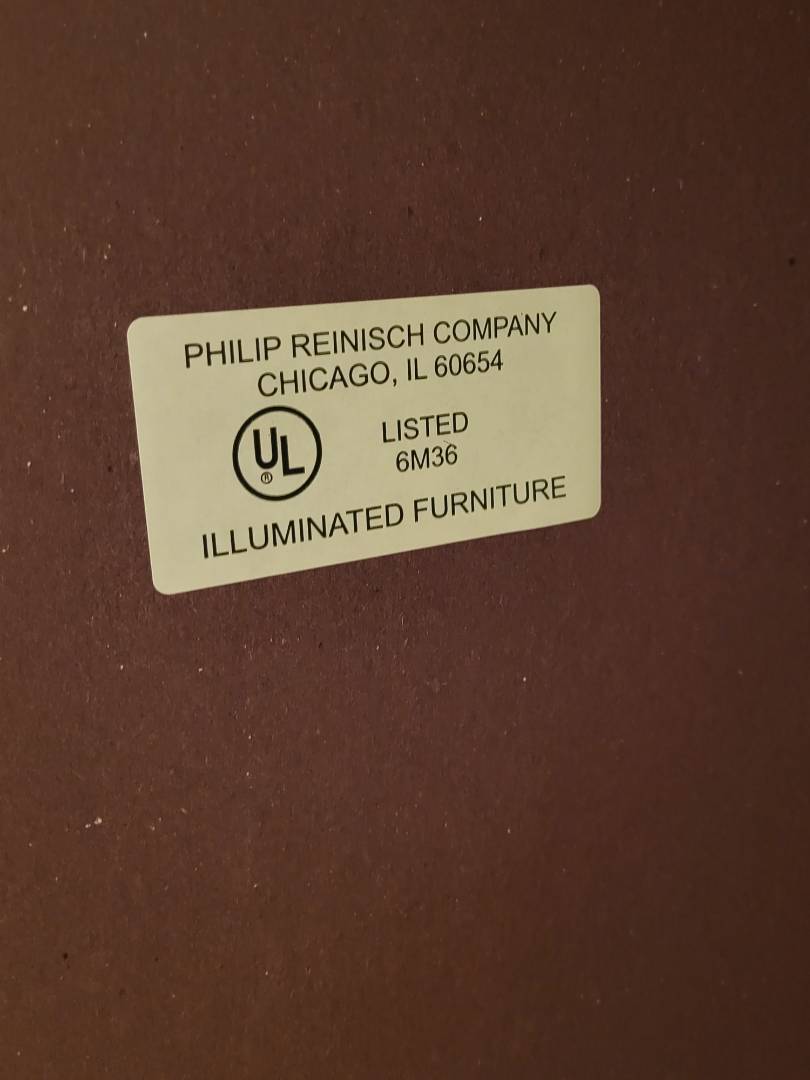 PHILIP REINISCH COMPANY
CHICAGO, IL 60654
UL ®
LISTED
6M36
ILLUMINATED FURNITURE